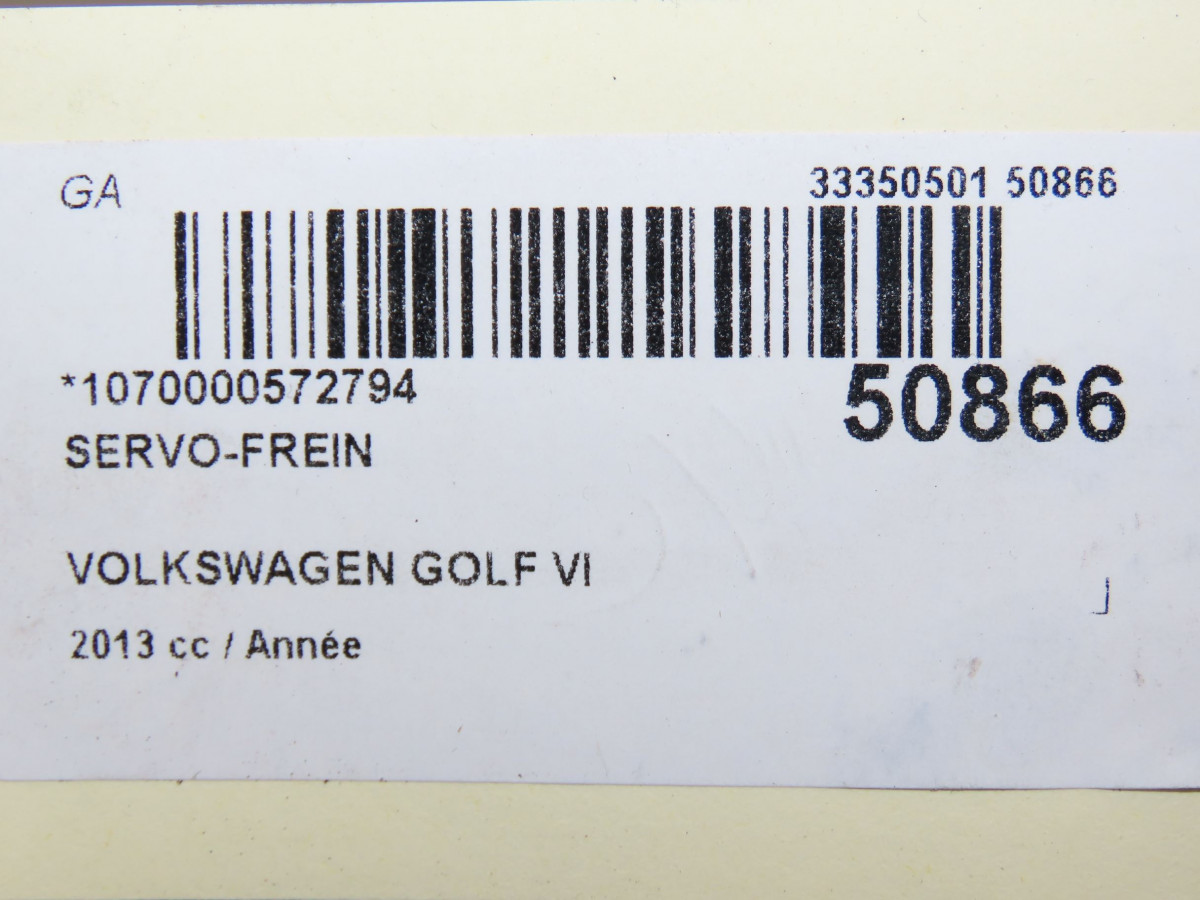 GA
33350501 50866
*1070000572794
50866
SERVO-FREIN
VOLKSWAGEN GOLF VI
2013 cc / Année